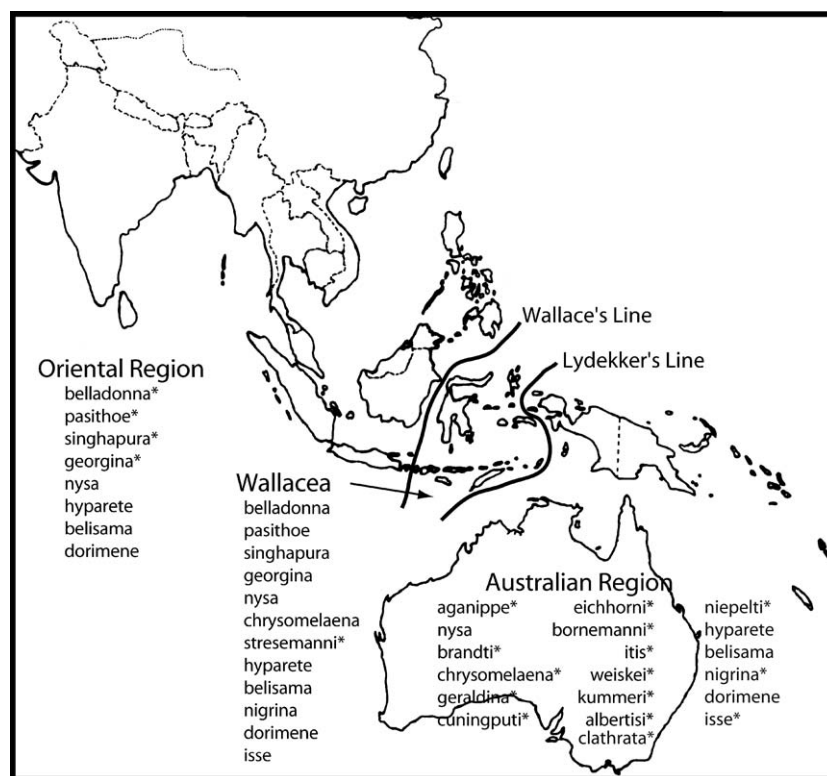 Wallace's Line
Lydekker's Line
Oriental Region
belladonna*
pasithoe*
singhapura*
georgina*
nysa
hyparete
belisama
dorimene
Wallacea
belladonna
pasithoe
singhapura
georgina
nysa
chrysomelaena
stresemanni*
hyparete
belisama
nigrina
dorimene
isse
Australian Region
aganippe*
nysa
brandti*
chrysomelaena*
geraldina*
cuningputi*
eichhorni*
bornemanni*
itis*
weiskei*
kummeri*
albertisi*
clathrata*
niepelti*
hyparete
belisama
nigrina*
dorimene
isse*